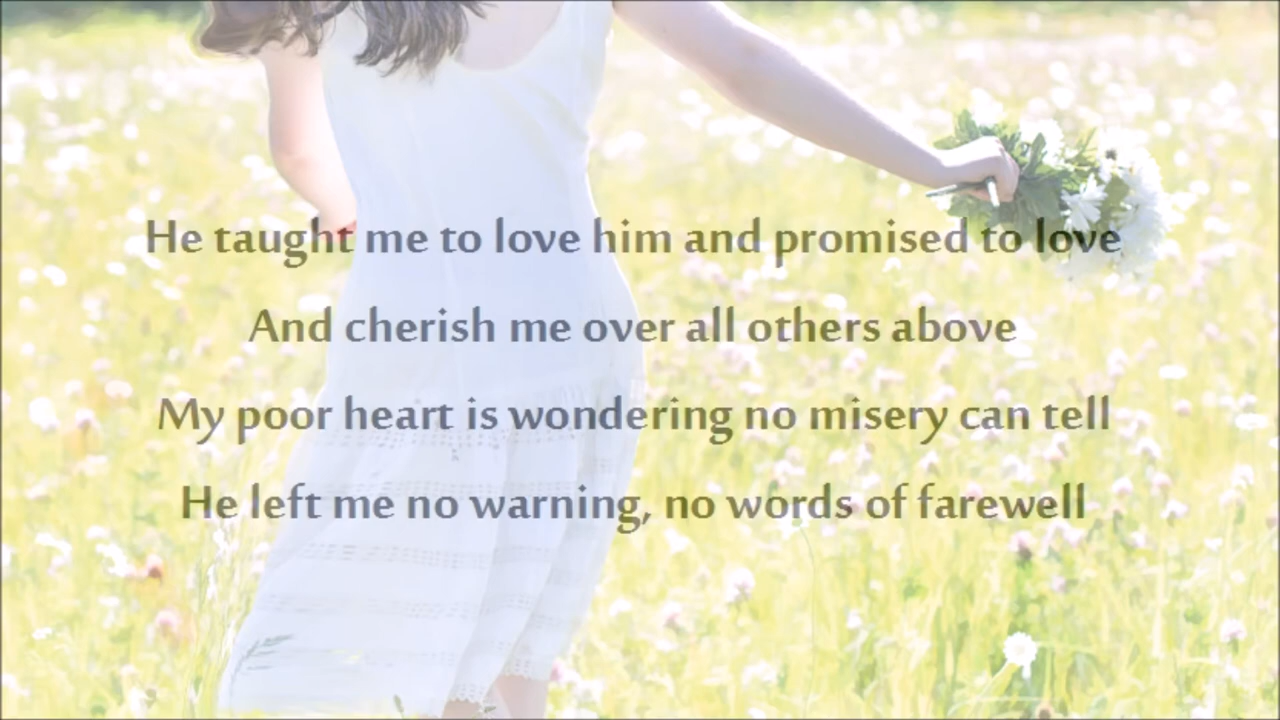 He taught me to love him and promised to love
And cherish me over all others above
My poor heart is wondering no misery can tell
He left me no warning, no words of farewell